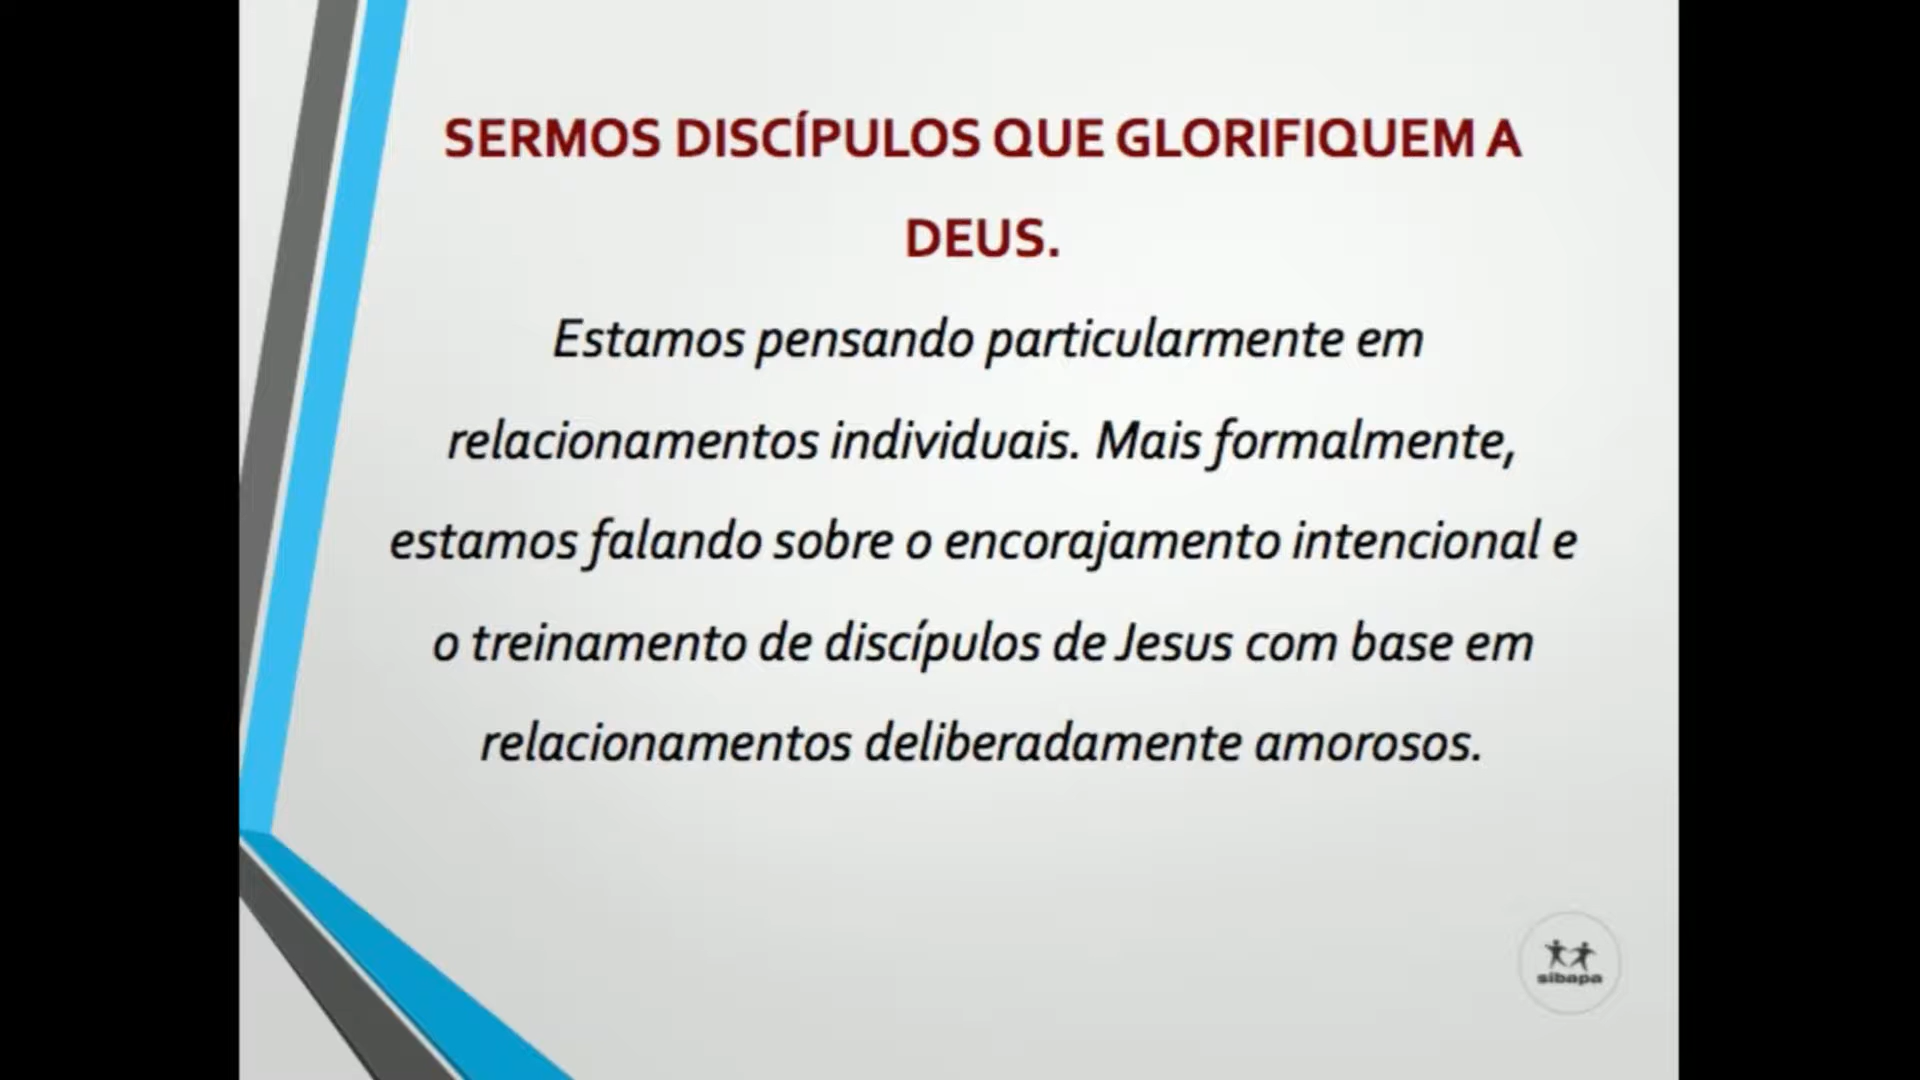 SERMOS DISCÍPULOS QUE GLORIFIQUEM A
DEUS.
Estamos pensando particularmente em
relacionamentos individuais. Mais formalmente,
estamos falando sobre o encorajamento intencional e
o treinamento de discípulos de Jesus com base em
relacionamentos deliberadamente amorosos.
sibapa